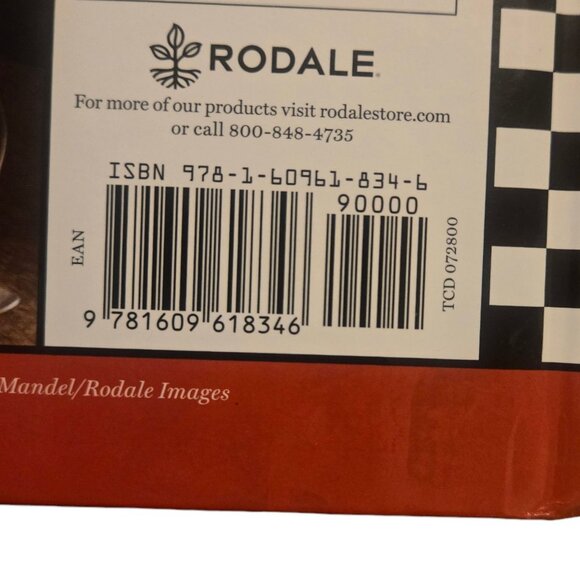 RODALE
For more of our products visit rodalestore.com
or call 800-848-4735
ISBN 978-1-60961-834-6
90000
EAN
TCD 072800
9 781609 618346
Mandel/Rodale Images